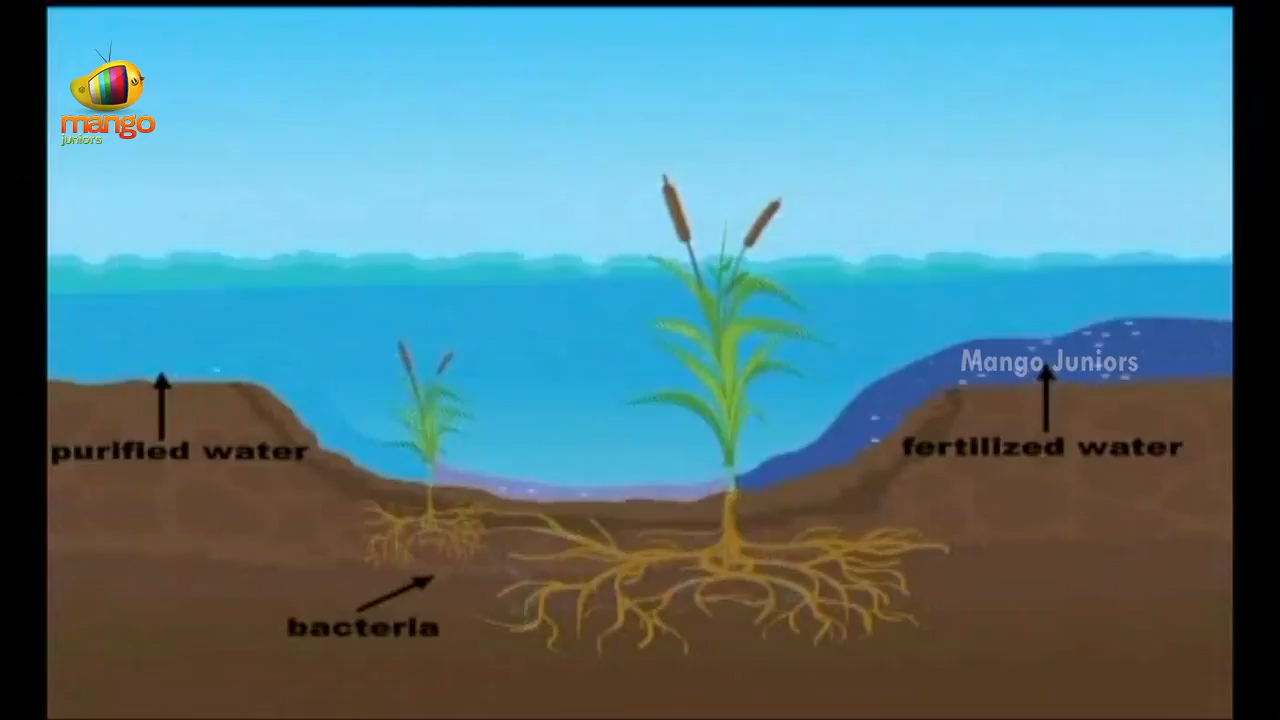 mango
juniors
Mango Juniors
purified water
fertilized water
bacteria